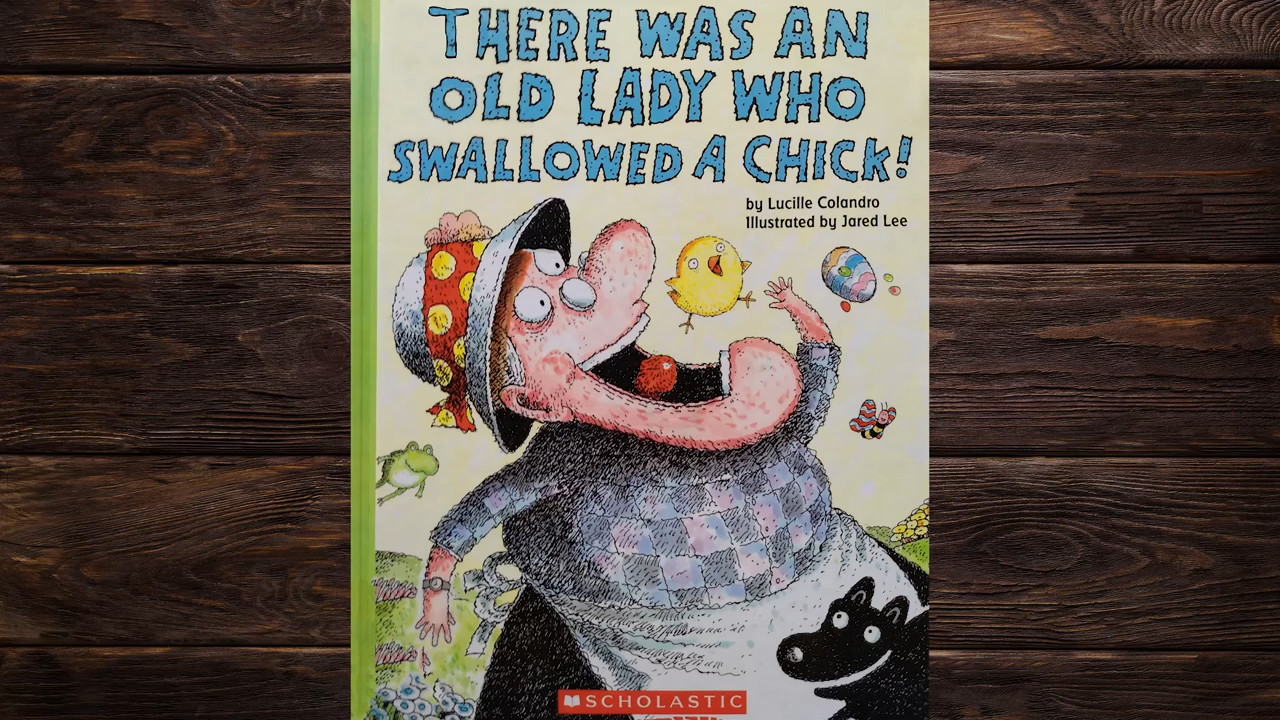 THERE WAS AN
OLD LADY WHO
SWALLOWED A CHICK!
by Lucille Colandro
Illustrated by Jared Lee
SCHOLASTIC